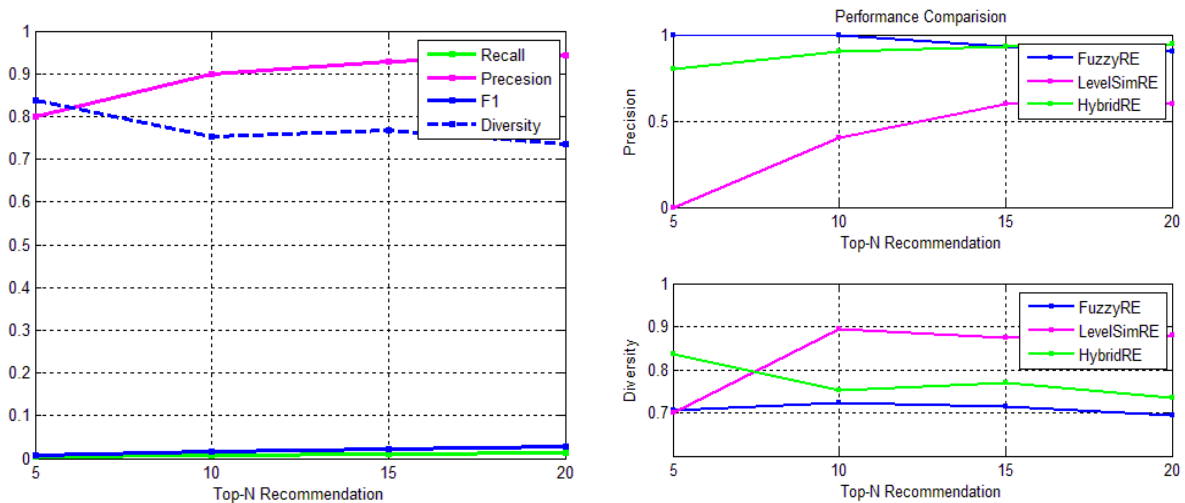 1
0.9
0.8
0.7
0.6
0.5
0.4
0.3
0.2
0.1
0
5
10
15
20
Top-N Recommendation
Recall
Precesion
F1
Diversity
Performance Comparision
1
0.5
0
Precision
5
10
15
20
Top-N Recommendation
FuzzyRE
LevelSimRE
HybridRE
1
0.9
0.8
0.7
Diversity
5
10
15
20
Top-N Recommendation
FuzzyRE
LevelSimRE
HybridRE